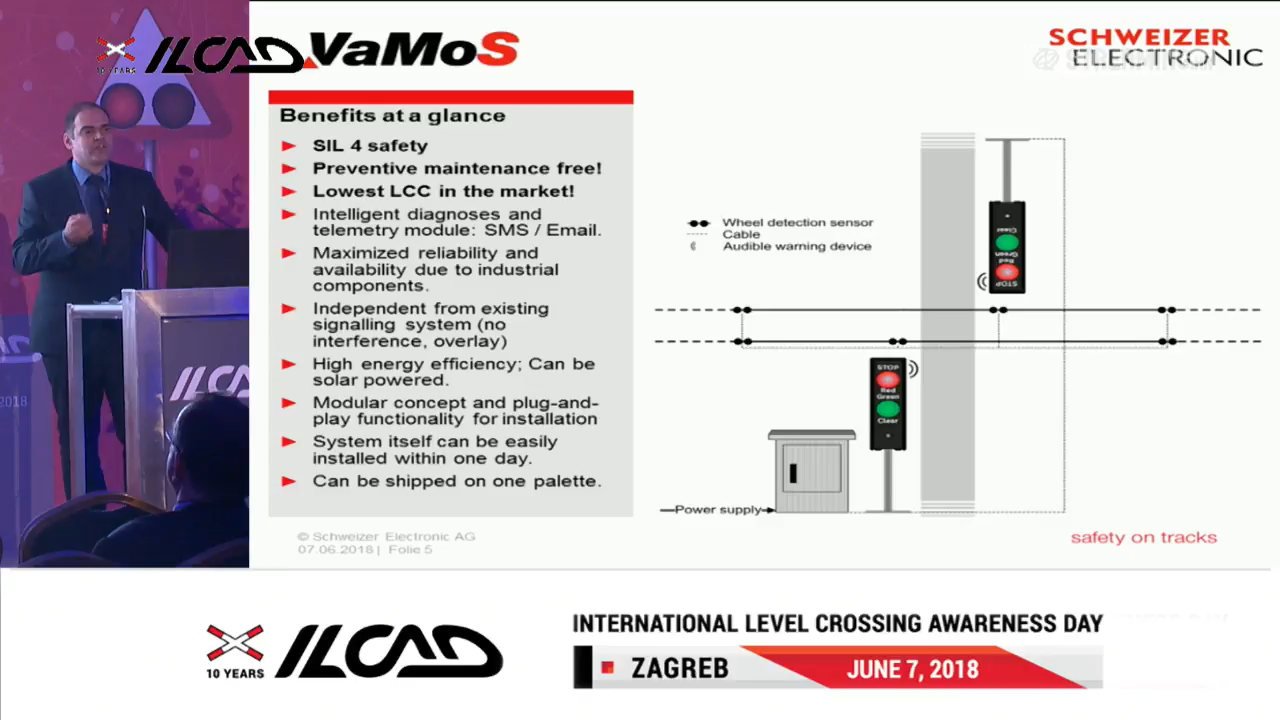 10 YEARS
ILCAD
VaMoS
SCHWEIZER
ELECTRONIC
Benefits at a glance
SIL 4 safety
Preventive maintenance free!
Lowest LCC in the market!
Intelligent diagnoses and
telemetry module: SMS / Email.
Maximized reliability and
availability due to industrial
components.
Independent from existing
signalling system (no
interference, overlay)
High energy efficiency; Can be
solar powered.
Modular concept and plug-and-
play functionality for installation
System itself can be easily
installed within one day.
Can be shipped on one palette.
Wheel detection sensor
Cable
Audible warning device
Clear
Green
Red
STOP
STOP
Red
Green
Clear
Power supply
© Schweizer Electronic AG
07.06.2018 | Folie 5
safety on tracks
ILCAD
2018
10 YEARS
ILCAD
INTERNATIONAL LEVEL CROSSING AWARENESS DAY
ZAGREB
JUNE 7, 2018